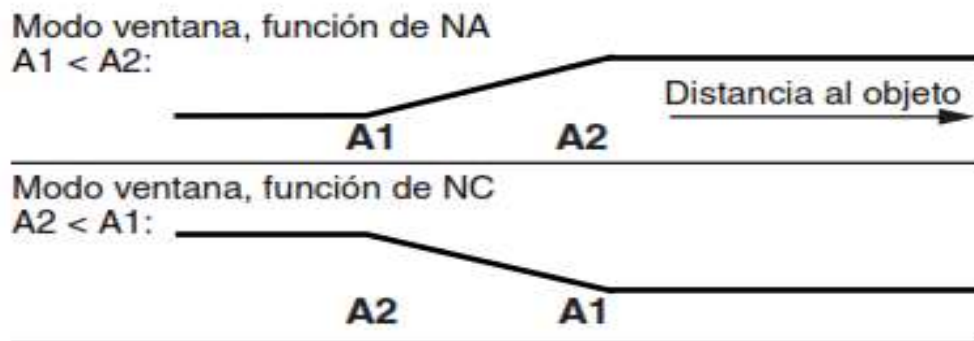 Modo ventana, función de NA
A1 < A2:
Distancia al objeto
A1 A2
Modo ventana, función de NC
A2 < A1:
A2 A1